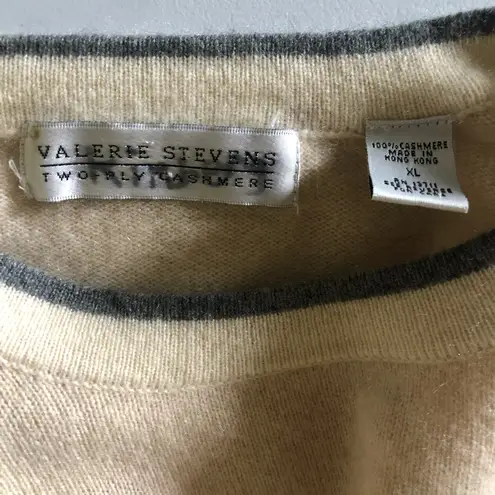 VALERIE STEVENS
TWO-PLY CASHMERE
100% CASHMERE
MADE IN
HONG KONG
XL